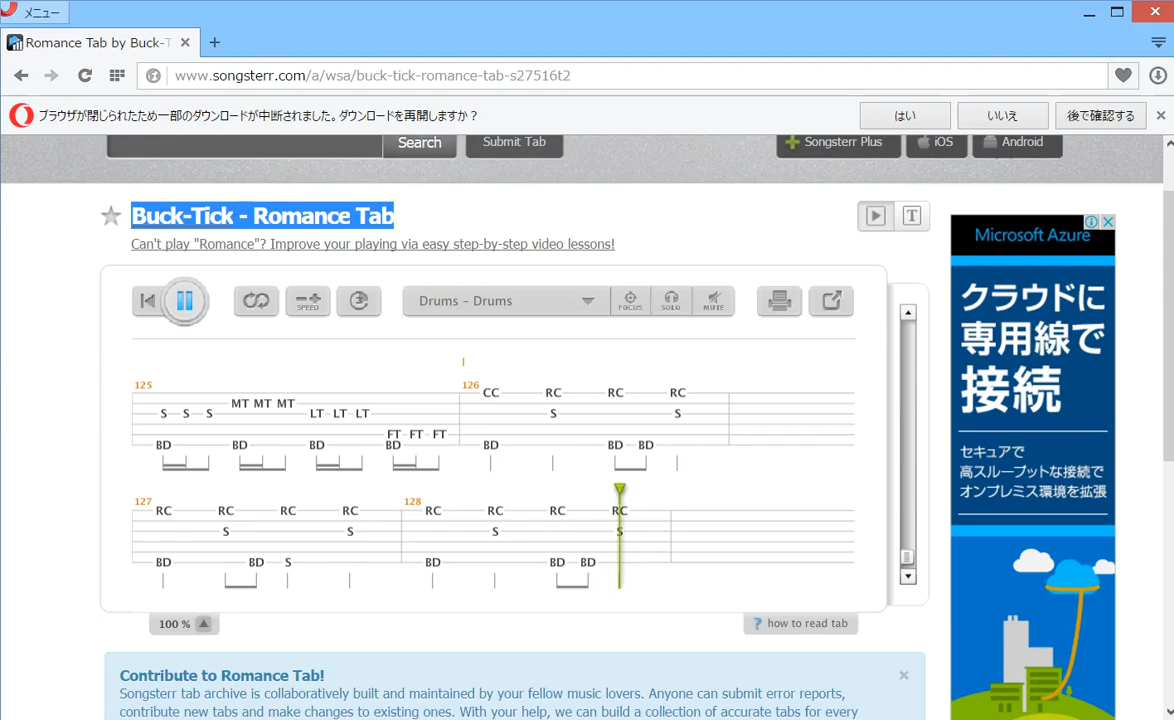 メニュー
Romance Tab by Buck-T
www.songsterr.com/a/wsa/buck-tick-romance-tab-s27516t2
ブラウザが閉じられたため一部のダウンロードが中断されました。ダウンロードを再開しますか？
はい
いいえ
後で確認する
Search
Submit Tab
Songsterr Plus
iOS
Android
Buck-Tick - Romance Tab
T
Can't play "Romance"? Improve your playing via easy step-by-step video lessons!
SPEED
3
Drums - Drums
FOCUS
SOLO
MUTE
125
126
CC RC RC RC
MT MT MT
S S S LT LT LT S S
FT FT FT
BD BD BD BD BD BD BD
127
128
RC RC RC RC RC RC RC RC
S S S S
BD BD S BD BD BD
100 %
? how to read tab
Contribute to Romance Tab!
Songsterr tab archive is collaboratively built and maintained by your fellow music lovers. Anyone can submit error reports,
contribute new tabs and make changes to existing ones. With your help, we can build a collection of accurate tabs for every
Microsoft Azure
クラウドに
専用線で
接続
セキュアで
高スループットな接続で
オンプレミス環境を拡張